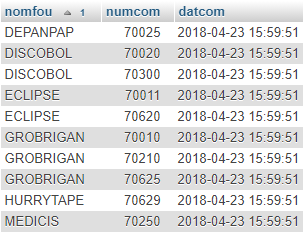 nomfou 1 numcom datcom
DEPANPAP 70025 2018-04-23 15:59:51
DISCOBOL 70020 2018-04-23 15:59:51
DISCOBOL 70300 2018-04-23 15:59:51
ECLIPSE 70011 2018-04-23 15:59:51
ECLIPSE 70620 2018-04-23 15:59:51
GROBRIGAN 70010 2018-04-23 15:59:51
GROBRIGAN 70210 2018-04-23 15:59:51
GROBRIGAN 70625 2018-04-23 15:59:51
HURRYTAPE 70629 2018-04-23 15:59:51
MEDICIS 70250 2018-04-23 15:59:51